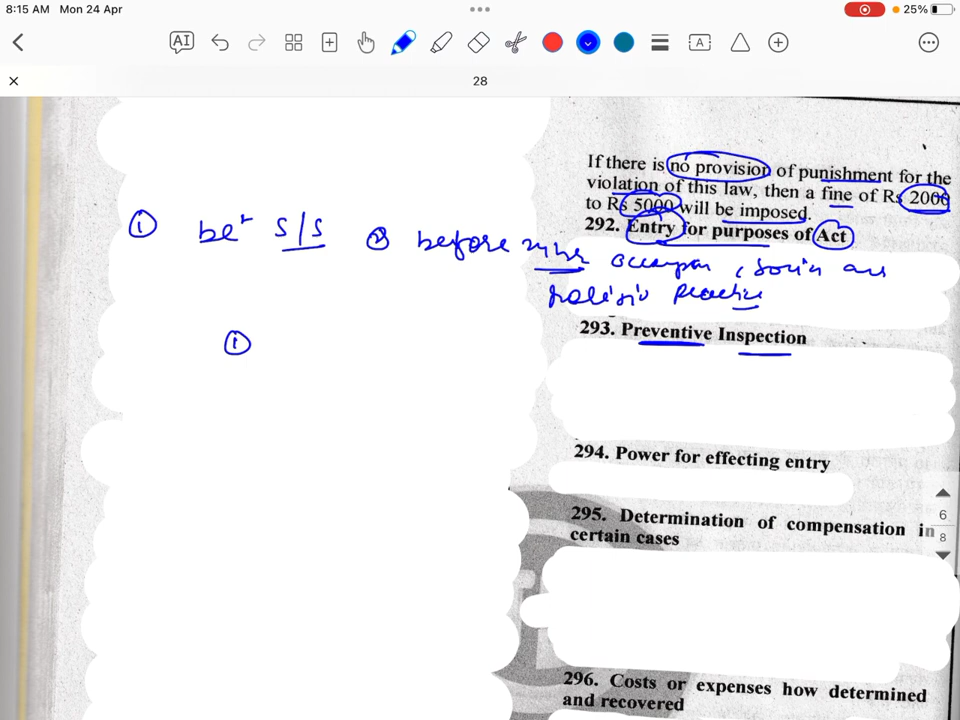 8:15 AM Mon 24 Apr
25%
AI
A
28
If there is no provision of punishment for the
violation of this law, then a fine of Rs 2000
to Rs 5000 will be imposed.
292. Entry for purposes of Act
① S/S ② before
① 
293. Preventive Inspection
294. Power for effecting entry
295. Determination of compensation in
certain cases
296. Costs or expenses how determined
and recovered
6
8